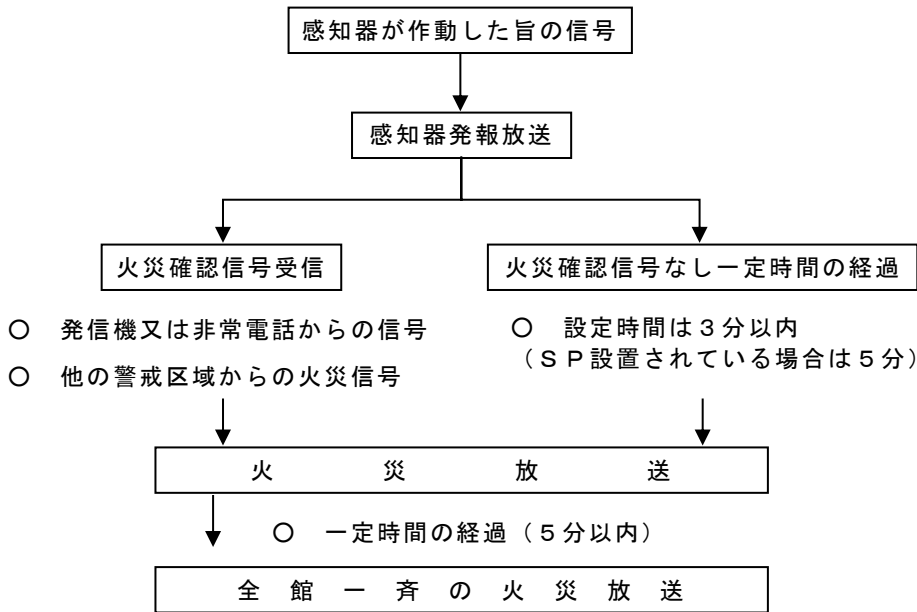 感知器が作動した旨の信号
感知器発報放送
火災確認信号受信
火災確認信号なし一定時間の経過
○ 発信機又は非常電話からの信号
○ 他の警戒区域からの火災信号
○ 設定時間は３分以内
（ＳＰ設置されている場合は５分）
火災放送
○ 一定時間の経過（５分以内）
全館一斉の火災放送